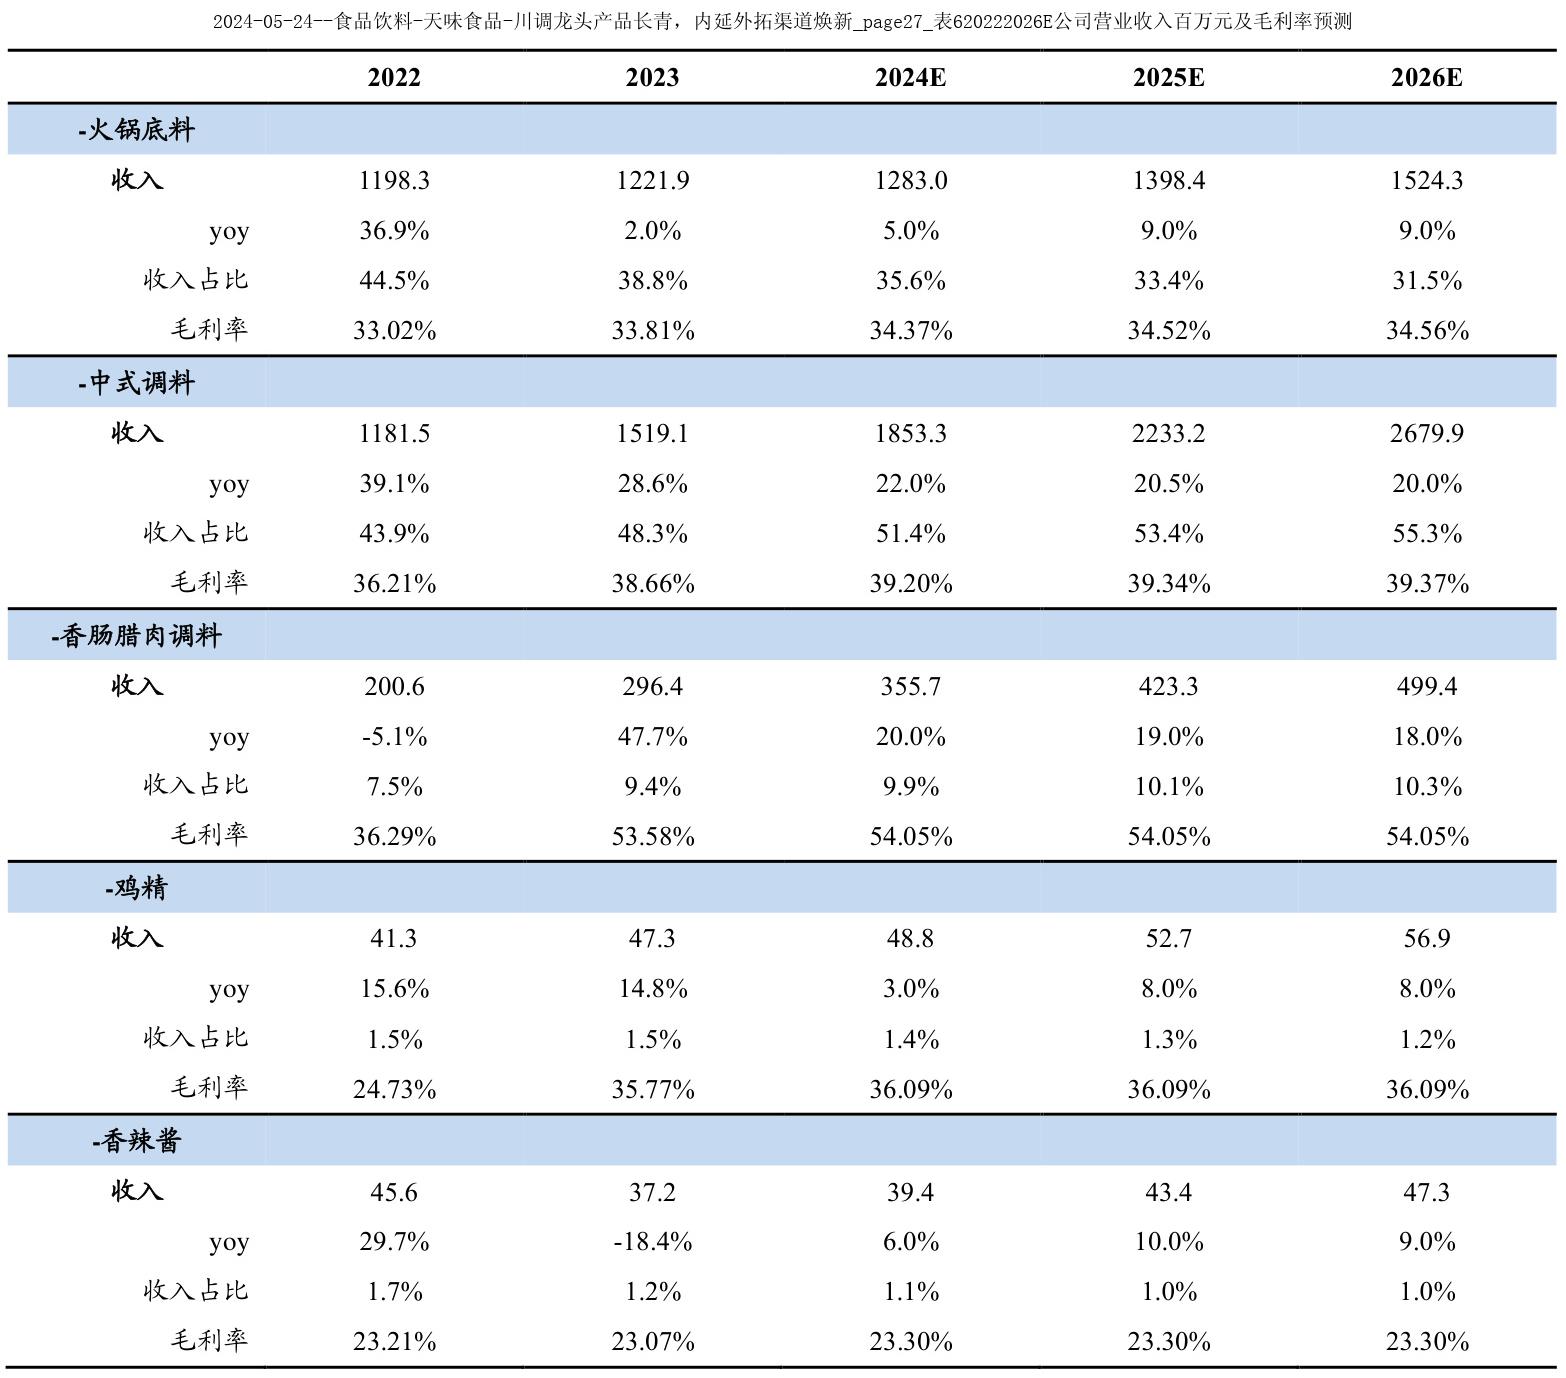 2024-05-24--食品饮料-天味食品-川调龙头产品长青，内延外拓渠道焕新_page27_表620222026E公司营业收入百万元及毛利率预测
2022 2023 2024E 2025E 2026E
-火锅底料
收入 1198.3 1221.9 1283.0 1398.4 1524.3
yoy 36.9% 2.0% 5.0% 9.0% 9.0%
收入占比 44.5% 38.8% 35.6% 33.4% 31.5%
毛利率 33.02% 33.81% 34.37% 34.52% 34.56%
-中式调料
收入 1181.5 1519.1 1853.3 2233.2 2679.9
yoy 39.1% 28.6% 22.0% 20.5% 20.0%
收入占比 43.9% 48.3% 51.4% 53.4% 55.3%
毛利率 36.21% 38.66% 39.20% 39.34% 39.37%
-香肠腊肉调料
收入 200.6 296.4 355.7 423.3 499.4
yoy -5.1% 47.7% 20.0% 19.0% 18.0%
收入占比 7.5% 9.4% 9.9% 10.1% 10.3%
毛利率 36.29% 53.58% 54.05% 54.05% 54.05%
-鸡精
收入 41.3 47.3 48.8 52.7 56.9
yoy 15.6% 14.8% 3.0% 8.0% 8.0%
收入占比 1.5% 1.5% 1.4% 1.3% 1.2%
毛利率 24.73% 35.77% 36.09% 36.09% 36.09%
-香辣酱
收入 45.6 37.2 39.4 43.4 47.3
yoy 29.7% -18.4% 6.0% 10.0% 9.0%
收入占比 1.7% 1.2% 1.1% 1.0% 1.0%
毛利率 23.21% 23.07% 23.30% 23.30% 23.30%